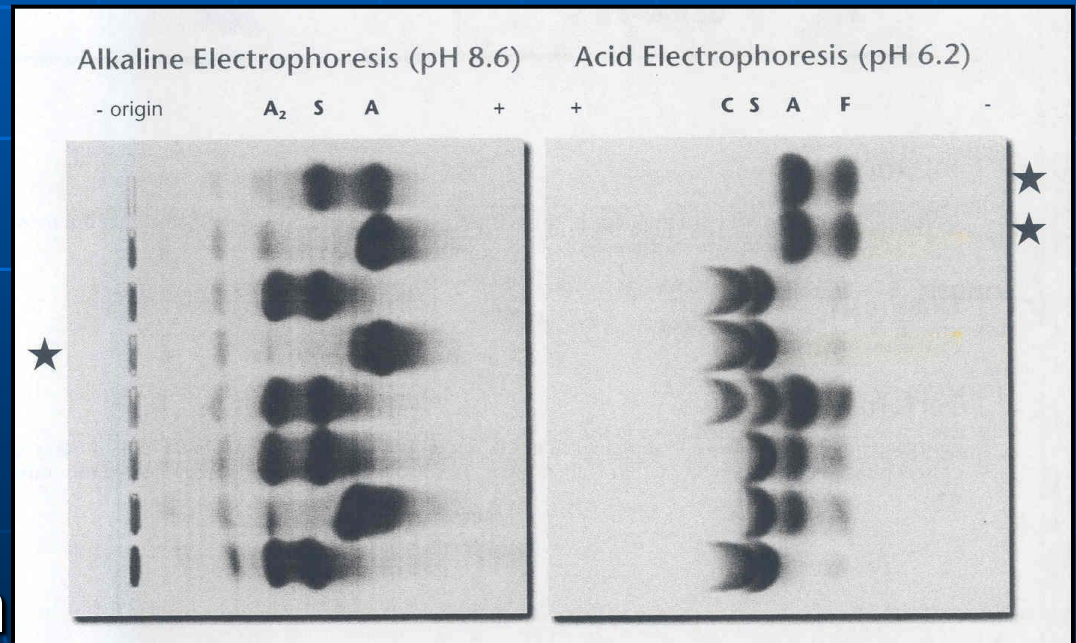 Alkaline Electrophoresis (pH 8.6)
- origin A₂ S A +
Acid Electrophoresis (pH 6.2)
+ C S A F -